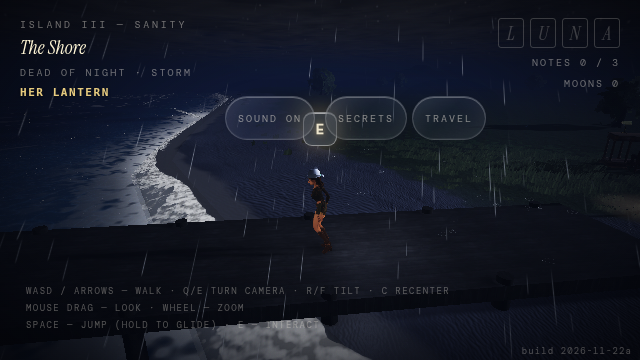 ISLAND III — SANITY
The Shore
DEAD OF NIGHT · STORM
HER LANTERN
L U N A
NOTES 0 / 3
MOONS 0
SOUND ON
E
SECRETS
TRAVEL
WASD / ARROWS — WALK · Q/E TURN CAMERA · R/F TILT · C RECENTER
MOUSE DRAG — LOOK · WHEEL — ZOOM
SPACE — JUMP (HOLD TO GLIDE) · E — INTERACT
build 2026-11-22a